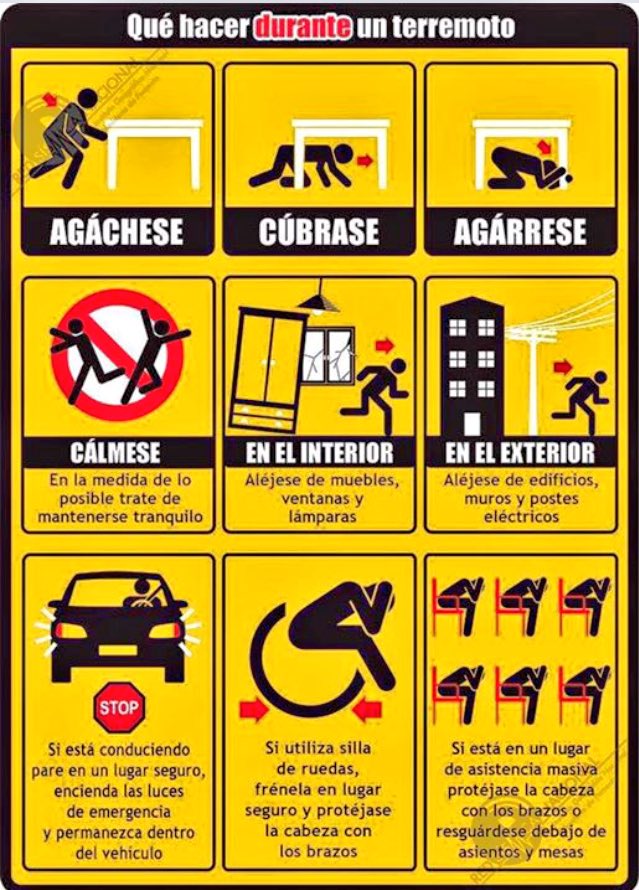 Qué hacer durante un terremoto
AGÁCHESE
CÚBRASE
AGÁRRESE
CÁLMESE
En la medida de lo
posible trate de
mantenerse tranquilo
EN EL INTERIOR
Aléjese de muebles,
ventanas y
lámparas
EN EL EXTERIOR
Aléjese de edificios,
muros y postes
eléctricos
STOP
Si está conduciendo
pare en un lugar seguro,
encienda las luces
de emergencia
y permanezca dentro
del vehículo
Si utiliza silla
de ruedas,
frénela en lugar
seguro y protéjase
la cabeza con
los brazos
Si está en un lugar
de asistencia masiva
protéjase la cabeza
con los brazos o
resguárdese debajo de
asientos y mesas